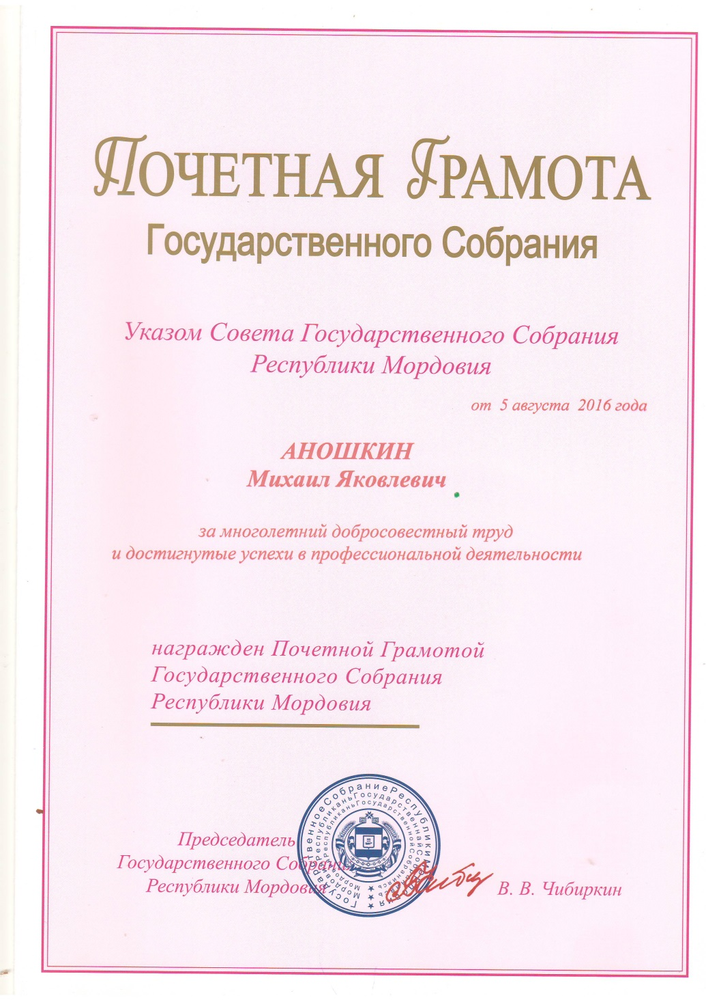 Почетная Грамота
Государственного Собрания
Указом Совета Государственного Собрания
Республики Мордовия
от 5 августа 2016 года
АНОШКИН
Михаил Яковлевич
за многолетний добросовестный труд
и достигнутые успехи в профессиональной деятельности
награжден Почетной Грамотой
Государственного Собрания
Республики Мордовия
Председатель
Государственного Собрания
Республики Мордовия
В. В. Чибиркин
Государственное Собрание Республики Мордовия